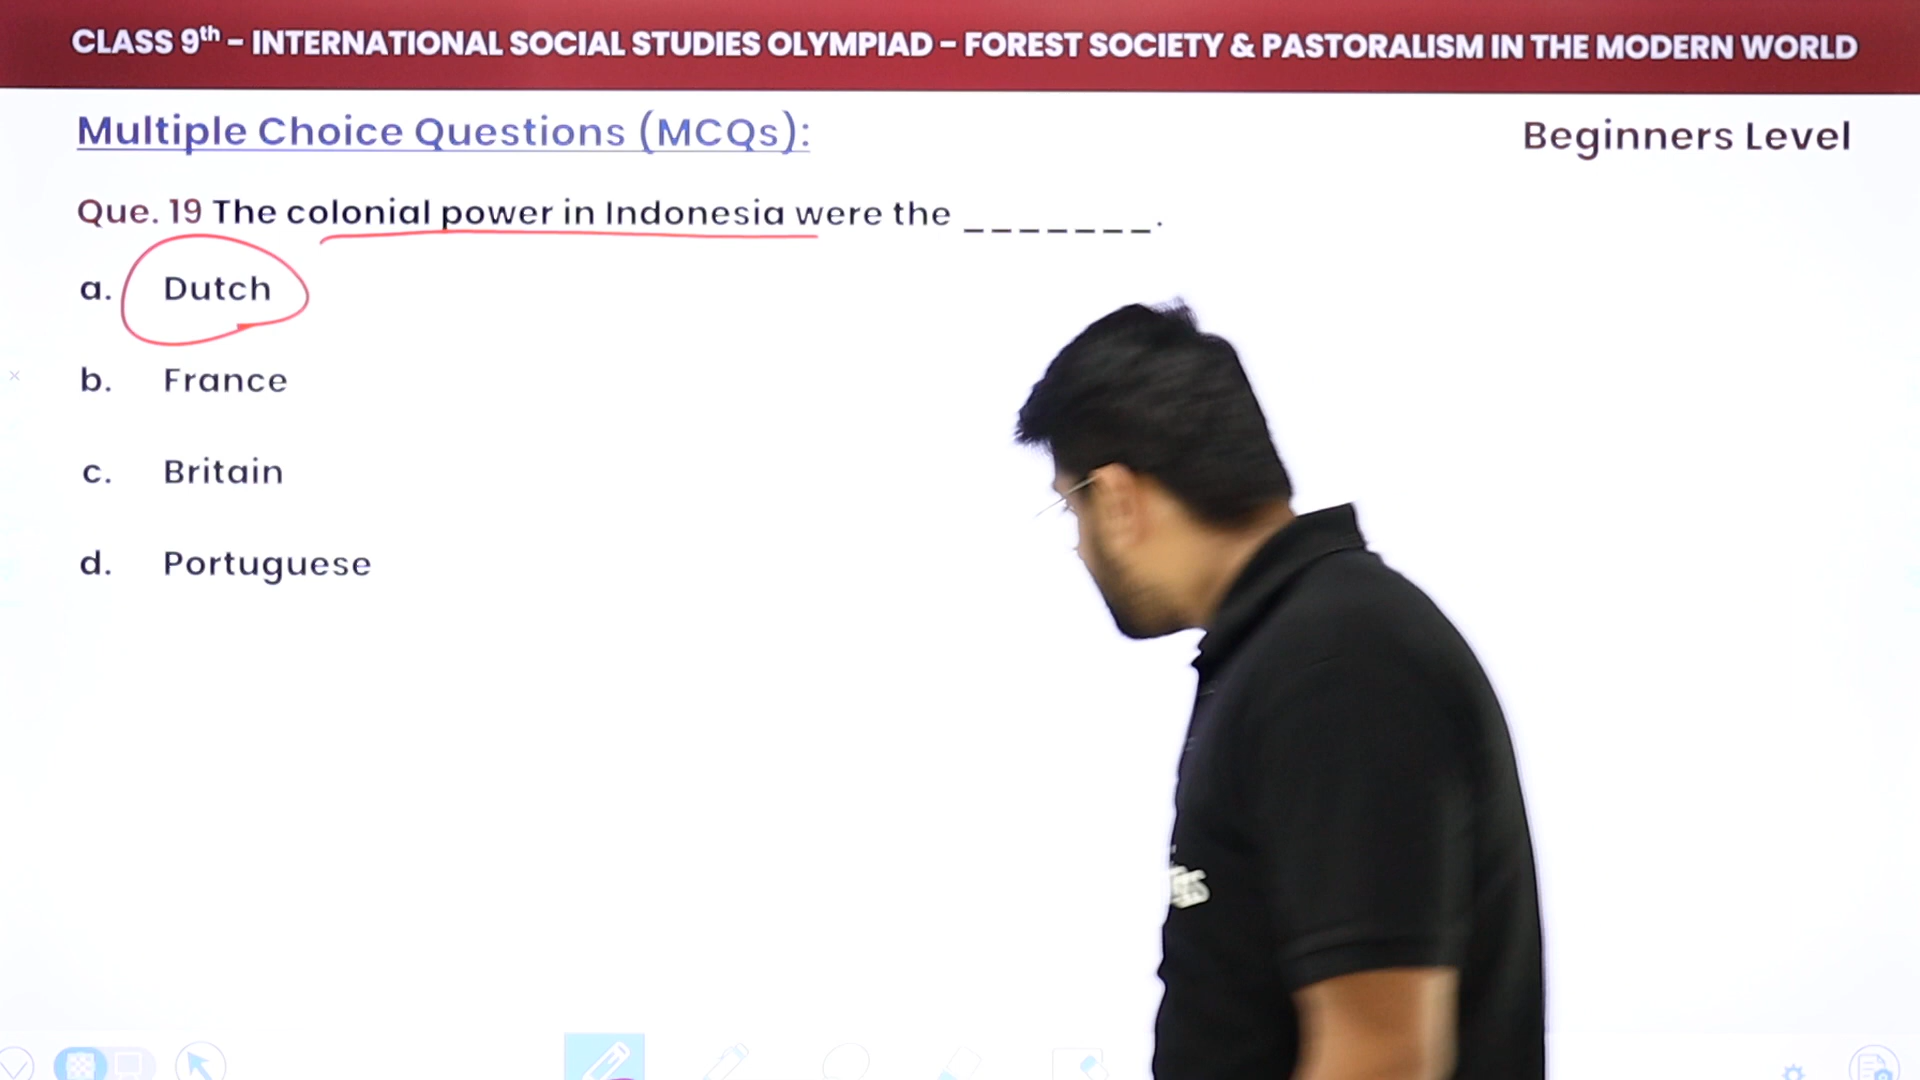 CLASS 9th – INTERNATIONAL SOCIAL STUDIES OLYMPIAD – FOREST SOCIETY & PASTORALISM IN THE MODERN WORLD
Multiple Choice Questions (MCQs):
Beginners Level
Que. 19 The colonial power in Indonesia were the _______.
a. Dutch
b. France
c. Britain
d. Portuguese